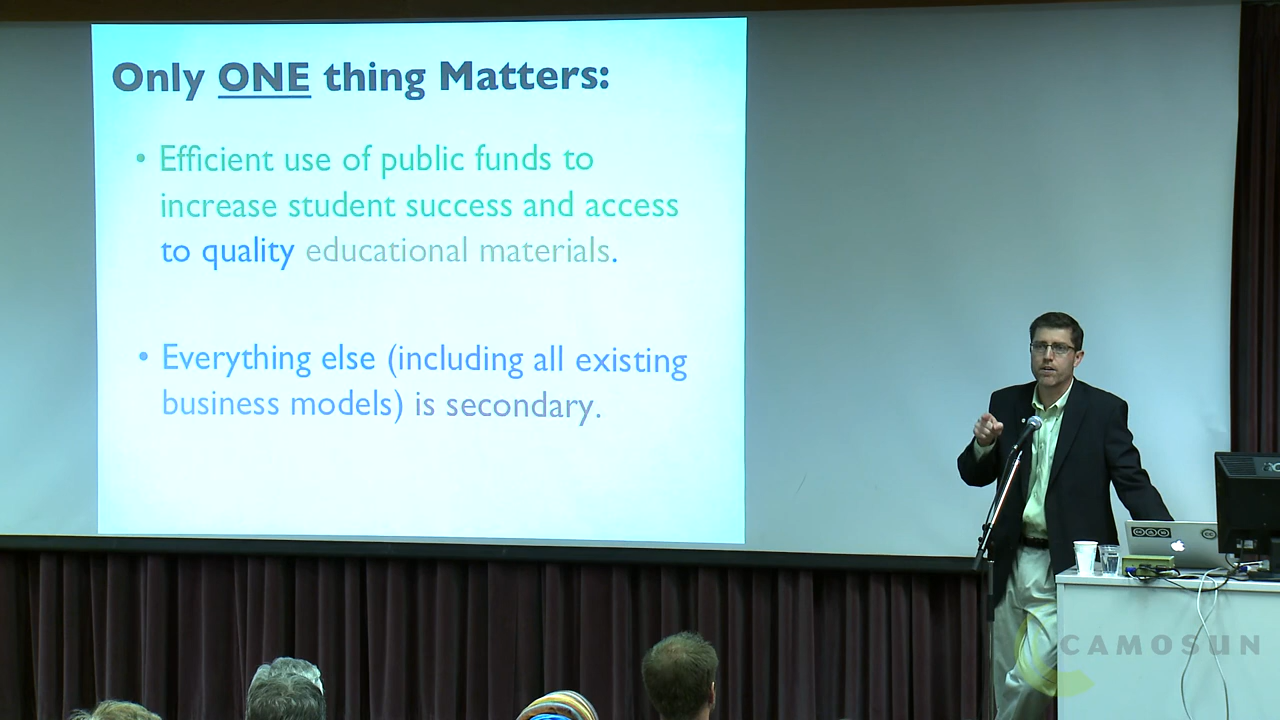 Only ONE thing Matters:
• Efficient use of public funds to
increase student success and access
to quality educational materials.
• Everything else (including all existing
business models) is secondary.
CAMOSUN